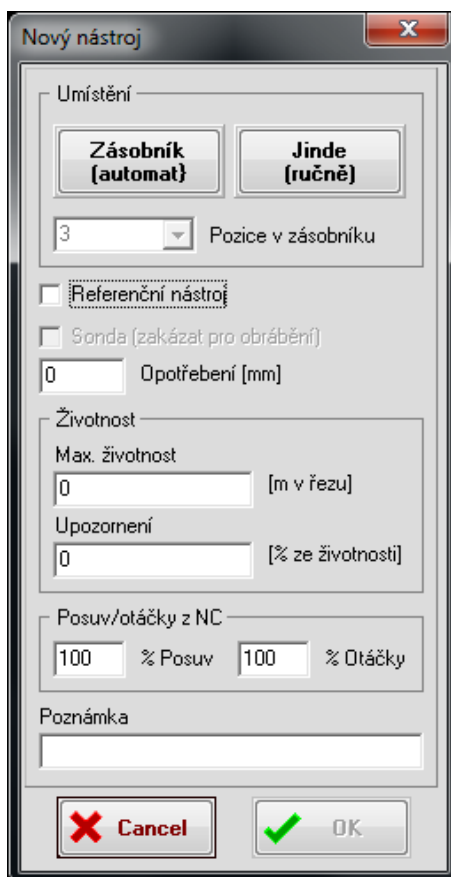 Nový nástroj
Umístění
Zásobník
(automat}
Jinde
(ručně)
3
Pozice v zásobníku
Referenční nástroj
Sonda (zakázat pro obrábění)
0 Opotřebení [mm]
Životnost
Max. životnost
0 [m v řezu]
Upozornení
0 [% ze životnosti]
Posuv/otáčky z NC
100 % Posuv 100 % Otáčky
Poznámka
Cancel OK